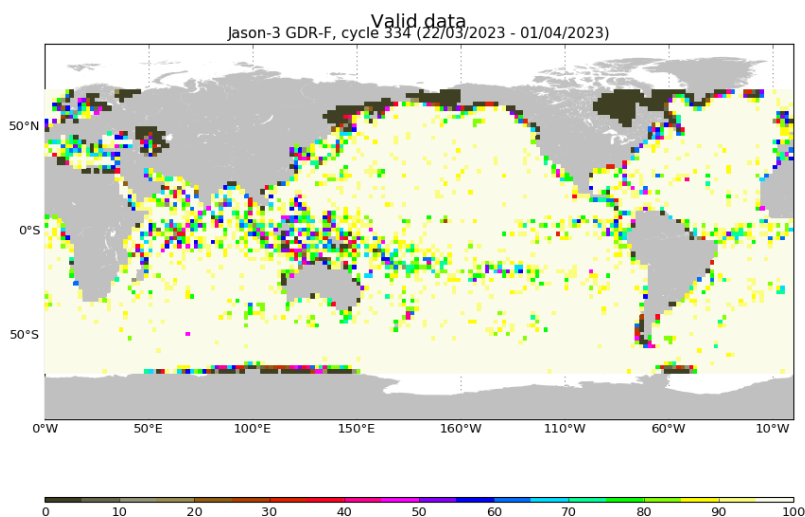 Valid data
Jason-3 GDR-F, cycle 334 (22/03/2023 - 01/04/2023)
50°N
0°S
50°S
0°W 50°E 100°E 150°E 160°W 110°W 60°W 10°W
0 10 20 30 40 50 60 70 80 90 100